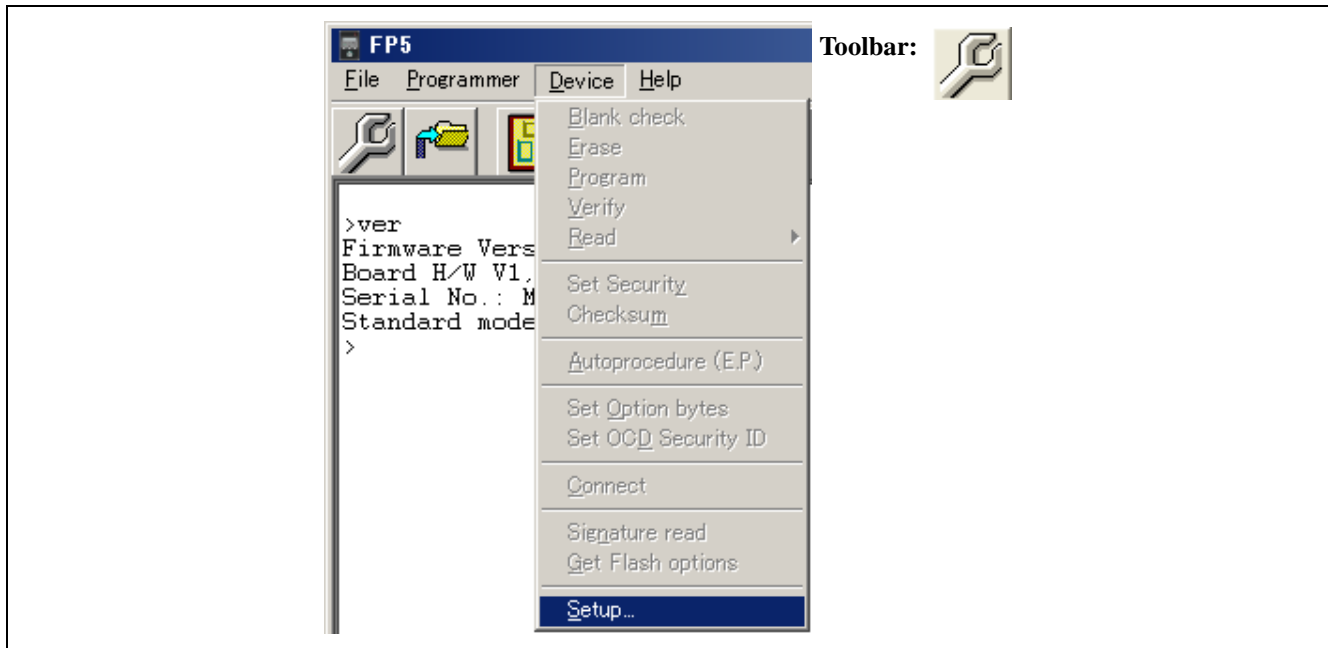 FP5
Toolbar:
File Programmer Device Help
Blank check
Erase
Program
Verify
Read
Set Security
Checksum
Autoprocedure (E.P.)
Set Option bytes
Set OCD Security ID
Connect
Signature read
Get Flash options
Setup...
>ver
Firmware Vers
Board H/W V1.
Serial No.: M
Standard mode
>